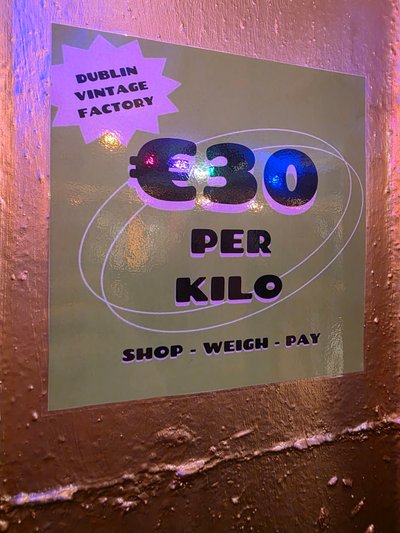 DUBLIN
VINTAGE
FACTORY
€30
PER
KILO
SHOP - WEIGH - PAY